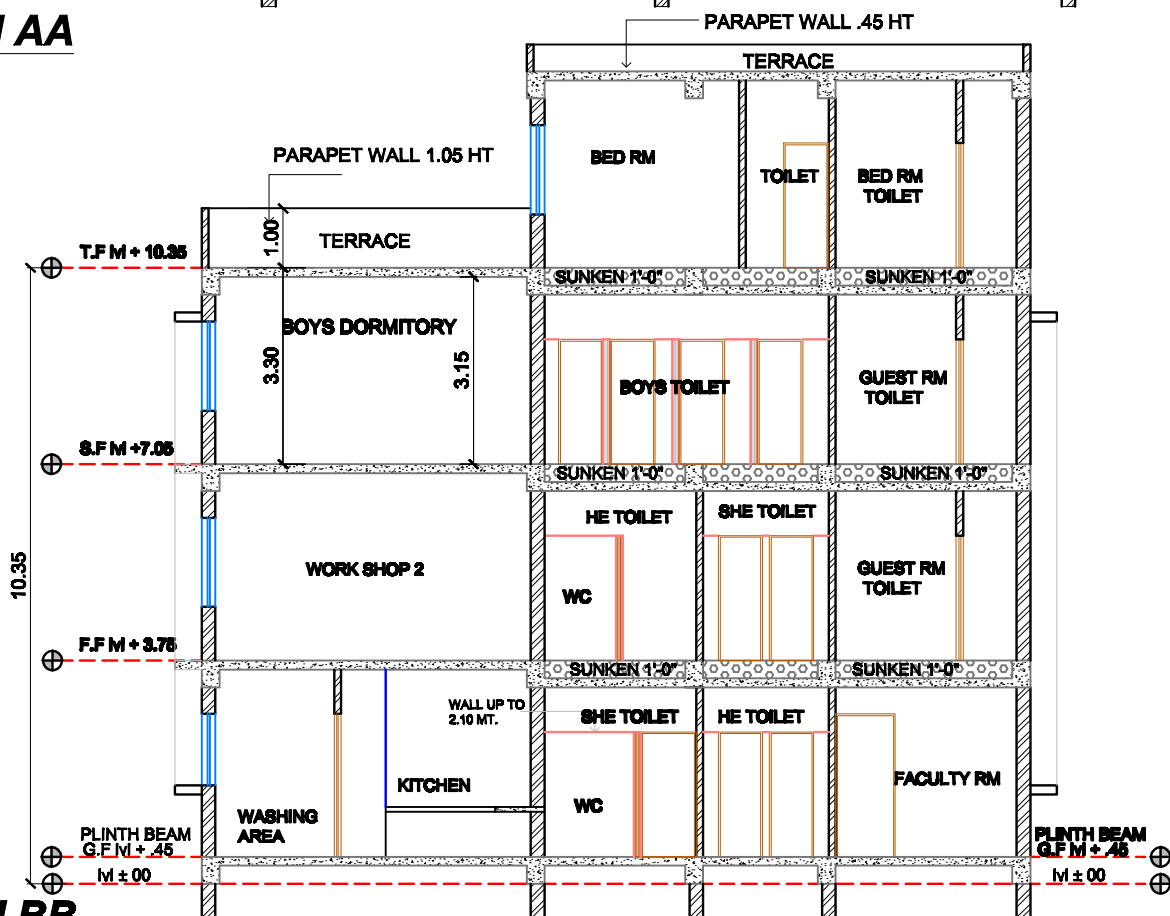 AA
PARAPET WALL .45 HT
TERRACE
PARAPET WALL 1.05 HT
BED RM
TOILET
BED RM
TOILET
1.00
TERRACE
T.F lvl + 10.35
SUNKEN 1'-0"
SUNKEN 1'-0"
BOYS DORMITORY
3.30
3.15
BOYS TOILET
GUEST RM
TOILET
S.F lvl +7.05
SUNKEN 1'-0"
SUNKEN 1'-0"
HE TOILET
SHE TOILET
WORK SHOP 2
WC
GUEST RM
TOILET
10.35
F.F lvl + 3.75
SUNKEN 1'-0"
SUNKEN 1'-0"
WALL UP TO
2.10 MT.
SHE TOILET
HE TOILET
KITCHEN
FACULTY RM
WC
WASHING
AREA
PLINTH BEAM
G.F lvl + .45
PLINTH BEAM
G.F lvl + .45
lvl ± 00
lvl ± 00